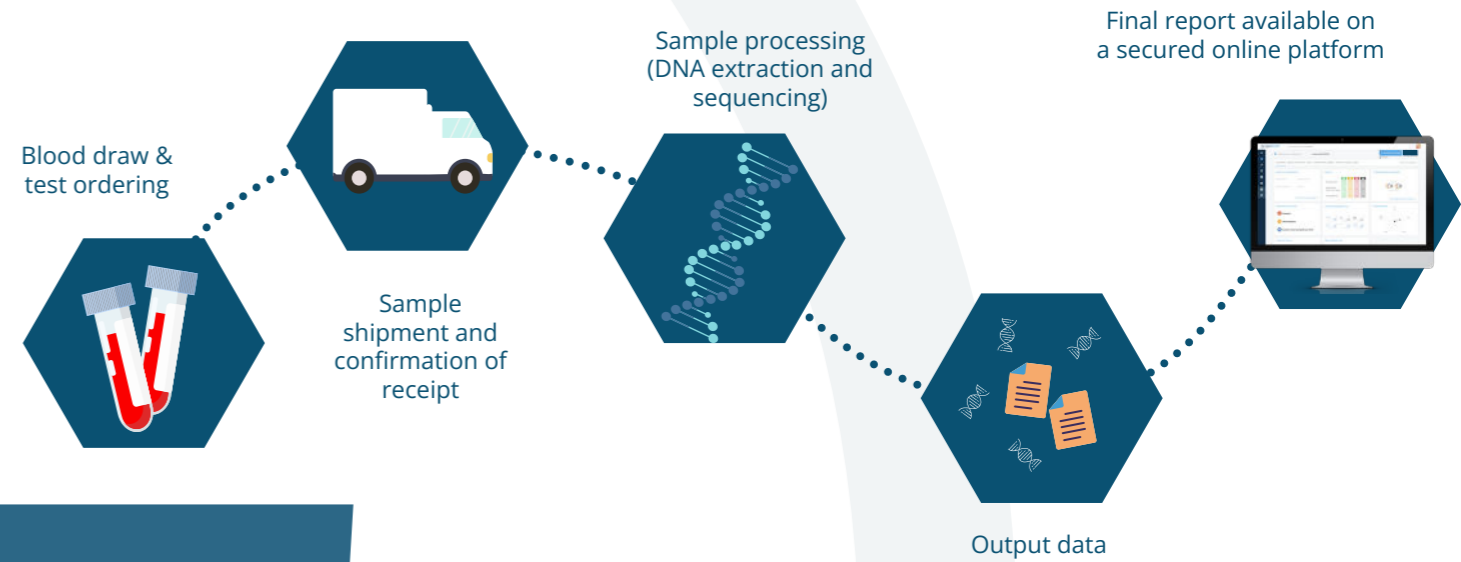 Blood draw &
test ordering
Sample
shipment and
confirmation of
receipt
Sample processing
(DNA extraction and
sequencing)
Output data
Final report available on
a secured online platform